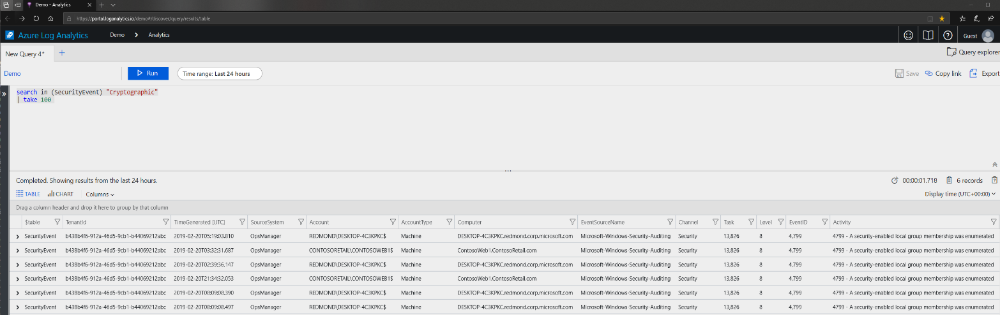 Demo - Analytics
https://portal.loganalytics.io/demo#/discover/query/results/table
Azure Log Analytics Demo Analytics Guest
New Query 4* Query explorer
Demo Run Time range: Last 24 hours Save Copy link Export
search in (SecurityEvent) "Cryptographic"
| take 100
Completed. Showing results from the last 24 hours. 00:00:01.718 6 records
TABLE CHART Columns Display time (UTC+00:00)
Drag a column header and drop it here to group by that column
$table TenantId TimeGenerated [UTC] SourceSystem Account AccountType Computer EventSourceName Channel Task Level EventID Activity
SecurityEvent b438b4f6-912a-46d5-9cb1-b44069212abc 2019-02-20T05:19:03.810 OpsManager REDMOND\DESKTOP-4C3KPKC$ Machine DESKTOP-4C3KPKC.redmond.corp.microsoft.com Microsoft-Windows-Security-Auditing Security 13,826 8 4,799 4799 - A security-enabled local group membership was enumerated
SecurityEvent b438b4f6-912a-46d5-9cb1-b44069212abc 2019-02-20T03:32:31.687 OpsManager CONTOSORETAIL\CONTOSOWEB1$ Machine ContosoWeb1.ContosoRetail.com Microsoft-Windows-Security-Auditing Security 13,826 8 4,799 4799 - A security-enabled local group membership was enumerated
SecurityEvent b438b4f6-912a-46d5-9cb1-b44069212abc 2019-02-20T02:39:36.147 OpsManager REDMOND\DESKTOP-4C3KPKC$ Machine DESKTOP-4C3KPKC.redmond.corp.microsoft.com Microsoft-Windows-Security-Auditing Security 13,826 8 4,799 4799 - A security-enabled local group membership was enumerated
SecurityEvent b438b4f6-912a-46d5-9cb1-b44069212abc 2019-02-20T21:34:32.053 OpsManager CONTOSORETAIL\CONTOSOWEB1$ Machine ContosoWeb1.ContosoRetail.com Microsoft-Windows-Security-Auditing Security 13,826 8 4,799 4799 - A security-enabled local group membership was enumerated
SecurityEvent b438b4f6-912a-46d5-9cb1-b44069212abc 2019-02-20T08:09:08.390 OpsManager REDMOND\DESKTOP-4C3KPKC$ Machine DESKTOP-4C3KPKC.redmond.corp.microsoft.com Microsoft-Windows-Security-Auditing Security 13,826 8 4,799 4799 - A security-enabled local group membership was enumerated
SecurityEvent b438b4f6-912a-46d5-9cb1-b44069212abc 2019-02-20T08:09:08.497 OpsManager REDMOND\DESKTOP-4C3KPKC$ Machine DESKTOP-4C3KPKC.redmond.corp.microsoft.com Microsoft-Windows-Security-Auditing Security 13,826 8 4,799 4799 - A security-enabled local group membership was enumerated